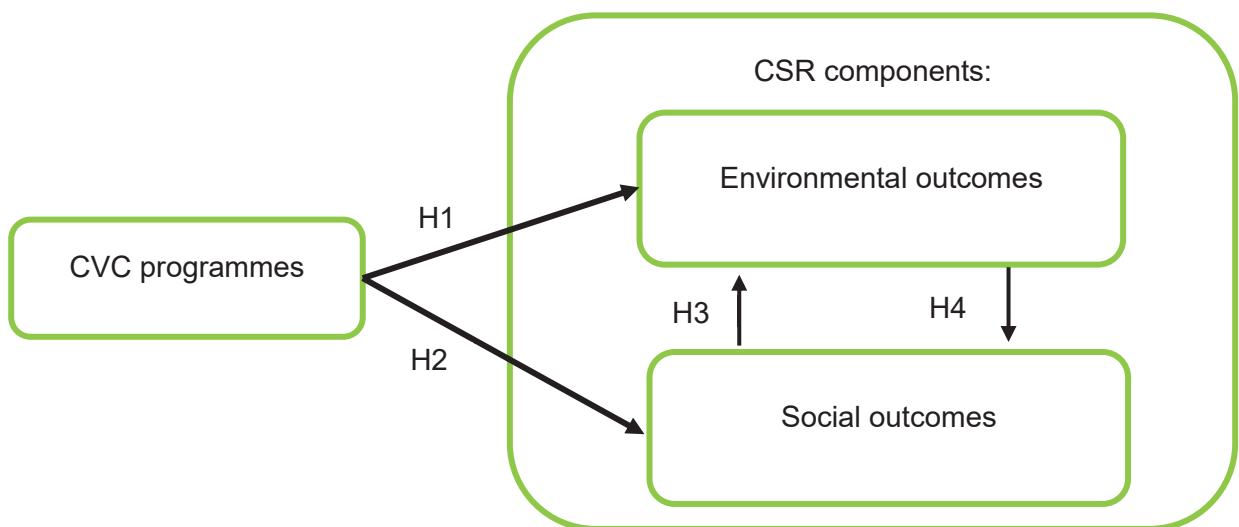 CSR components:
Environmental outcomes
H1
CVC programmes
H3
H4
H2
Social outcomes